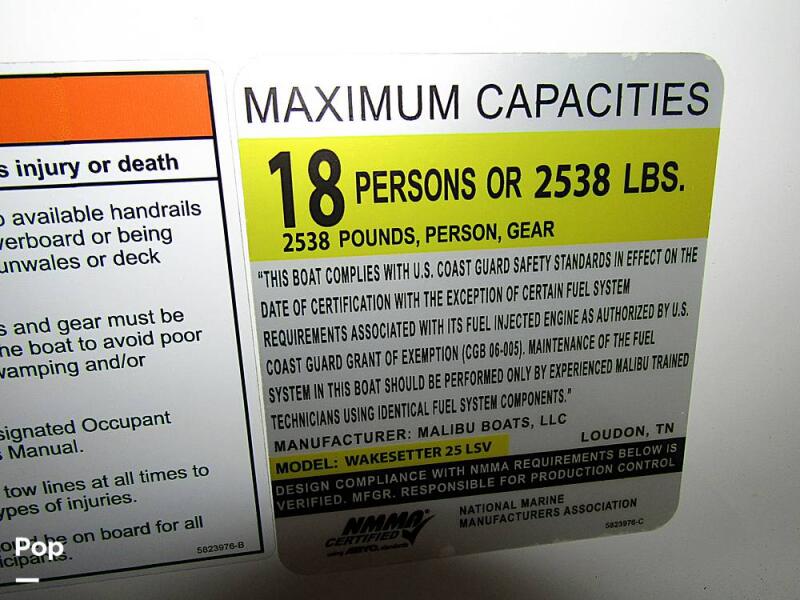 s injury or death
available handrails
verboard or being
unwales or deck
s and gear must be
he boat to avoid poor
wamping and/or
signated Occupant
s Manual.
tow lines at all times to
ypes of injuries.
be on board for all
icipants.
5823976-B
MAXIMUM CAPACITIES
18 PERSONS OR 2538 LBS.
2538 POUNDS, PERSON, GEAR
"THIS BOAT COMPLIES WITH U.S. COAST GUARD SAFETY STANDARDS IN EFFECT ON THE
DATE OF CERTIFICATION WITH THE EXCEPTION OF CERTAIN FUEL SYSTEM
REQUIREMENTS ASSOCIATED WITH ITS FUEL INJECTED ENGINE AS AUTHORIZED BY U.S.
COAST GUARD GRANT OF EXEMPTION (CGB 06-005). MAINTENANCE OF THE FUEL
SYSTEM IN THIS BOAT SHOULD BE PERFORMED ONLY BY EXPERIENCED MALIBU TRAINED
TECHNICIANS USING IDENTICAL FUEL SYSTEM COMPONENTS."
MANUFACTURER: MALIBU BOATS, LLC
LOUDON, TN
MODEL: WAKESETTER 25 LSV
DESIGN COMPLIANCE WITH NMMA REQUIREMENTS BELOW IS
VERIFIED. MFGR. RESPONSIBLE FOR PRODUCTION CONTROL
NMMA
CERTIFIED
using ABYC standards
NATIONAL MARINE
MANUFACTURERS ASSOCIATION
5823976-C
Pop